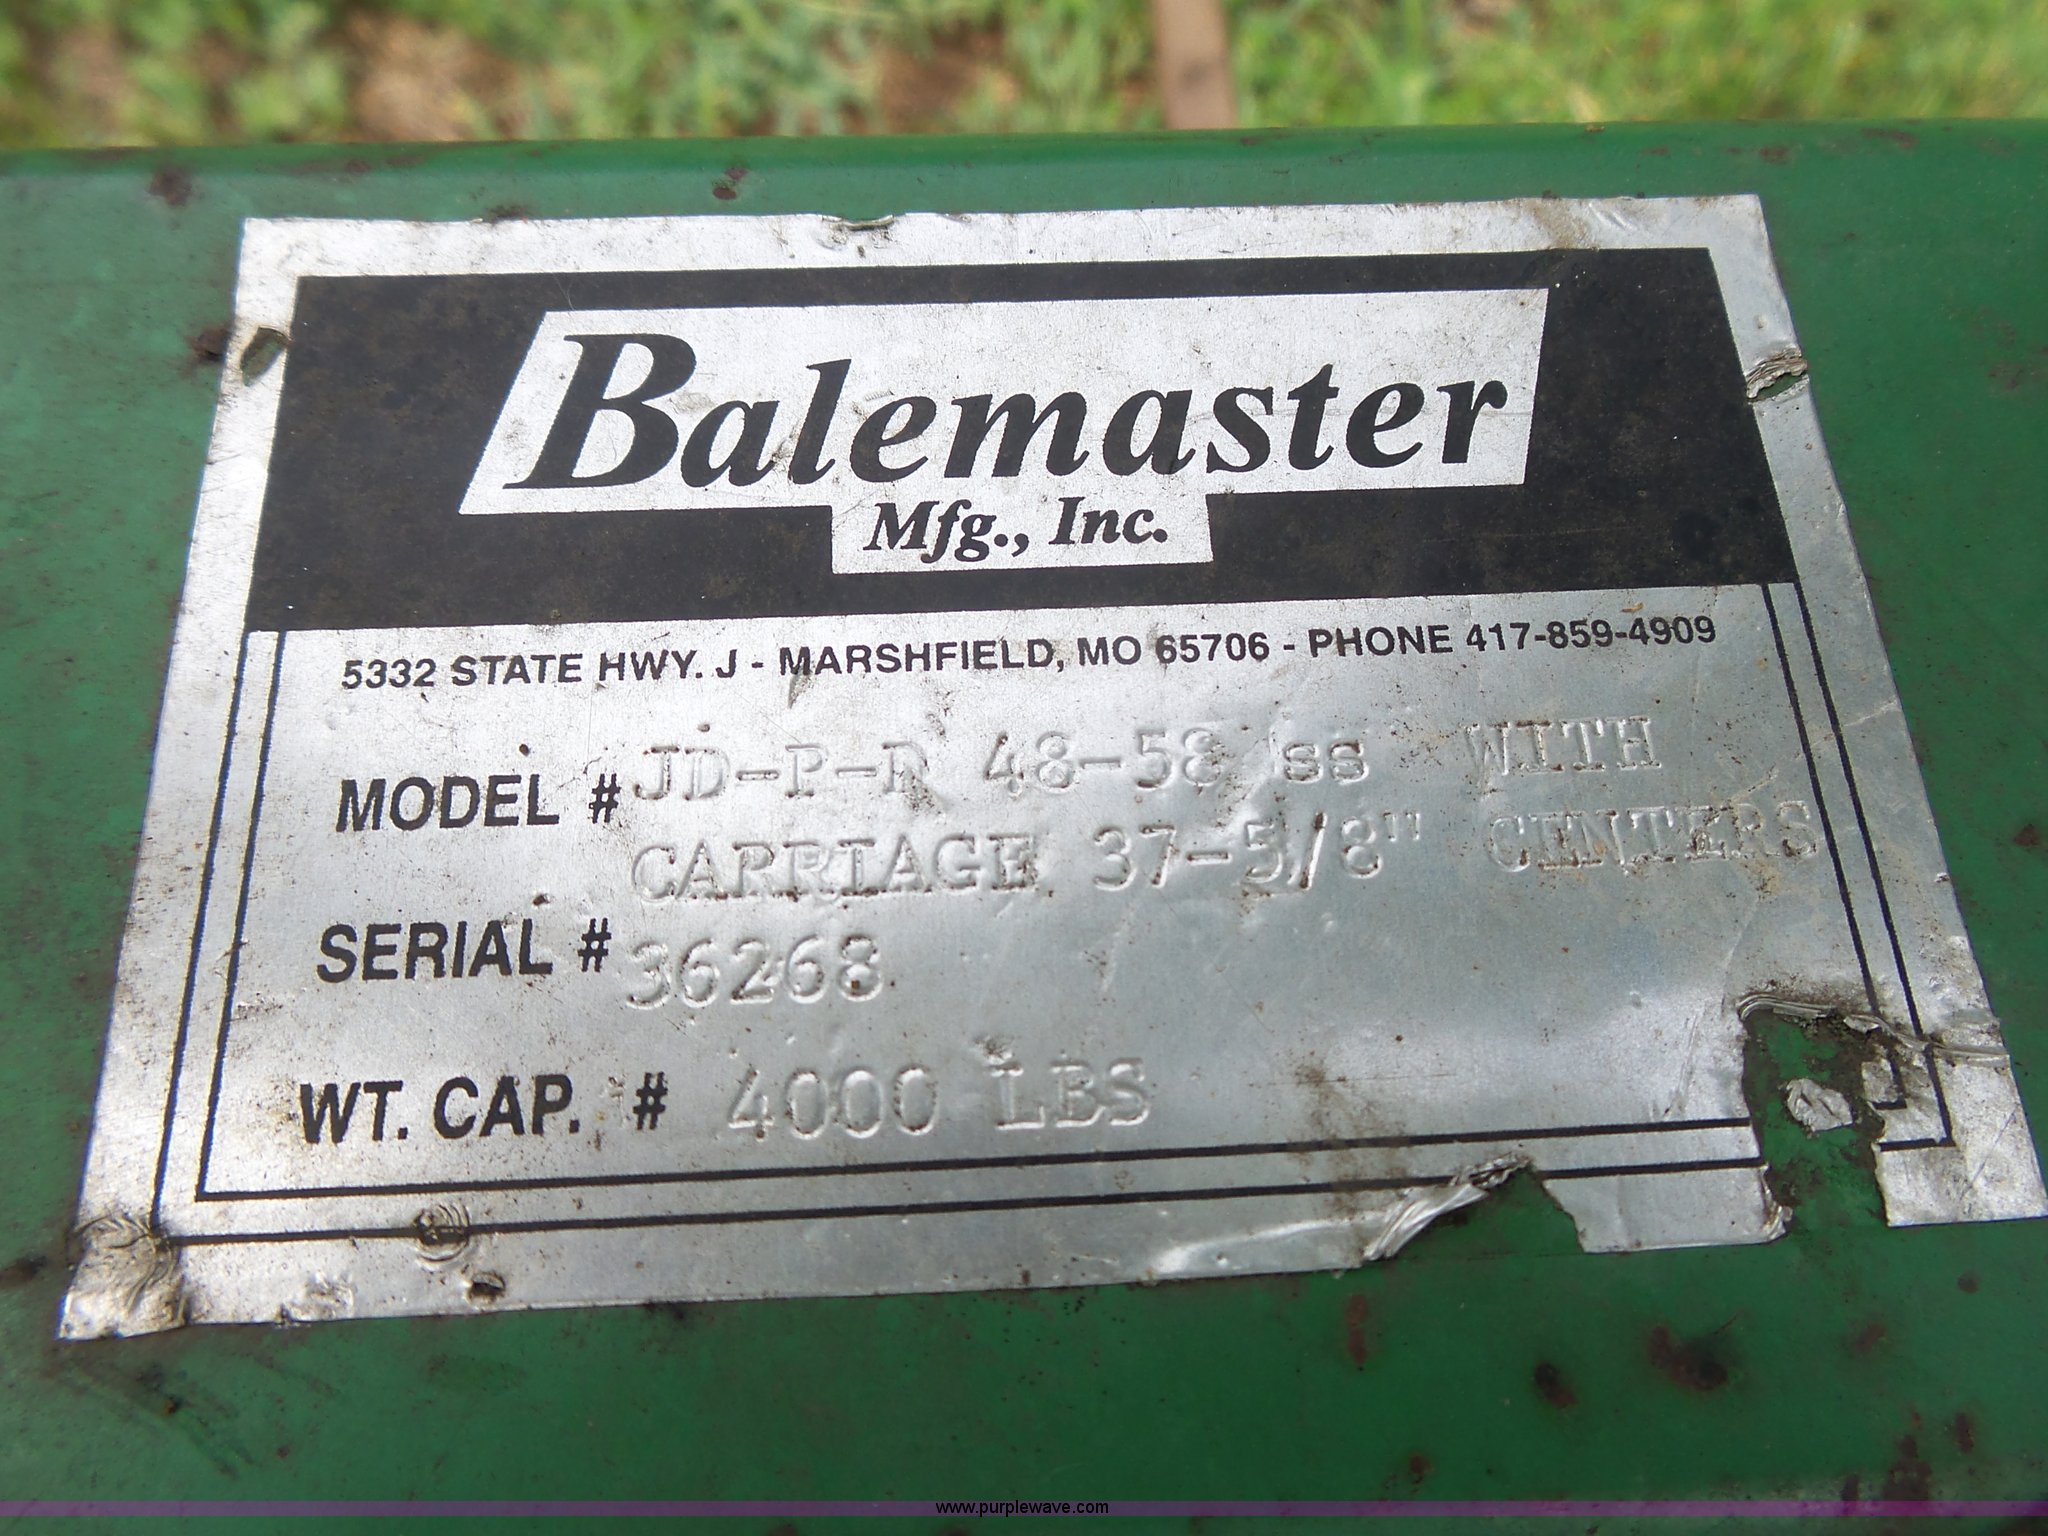 Balemaster
Mfg., Inc.
5332 STATE HWY. J - MARSHFIELD, MO 65706 - PHONE 417-859-4909
MODEL # JD-P-R 48-58 SS WITH
CARRIAGE 37-5/8" CENTERS
SERIAL # 36268
WT. CAP. # 4000 LBS
www.purplewave.com